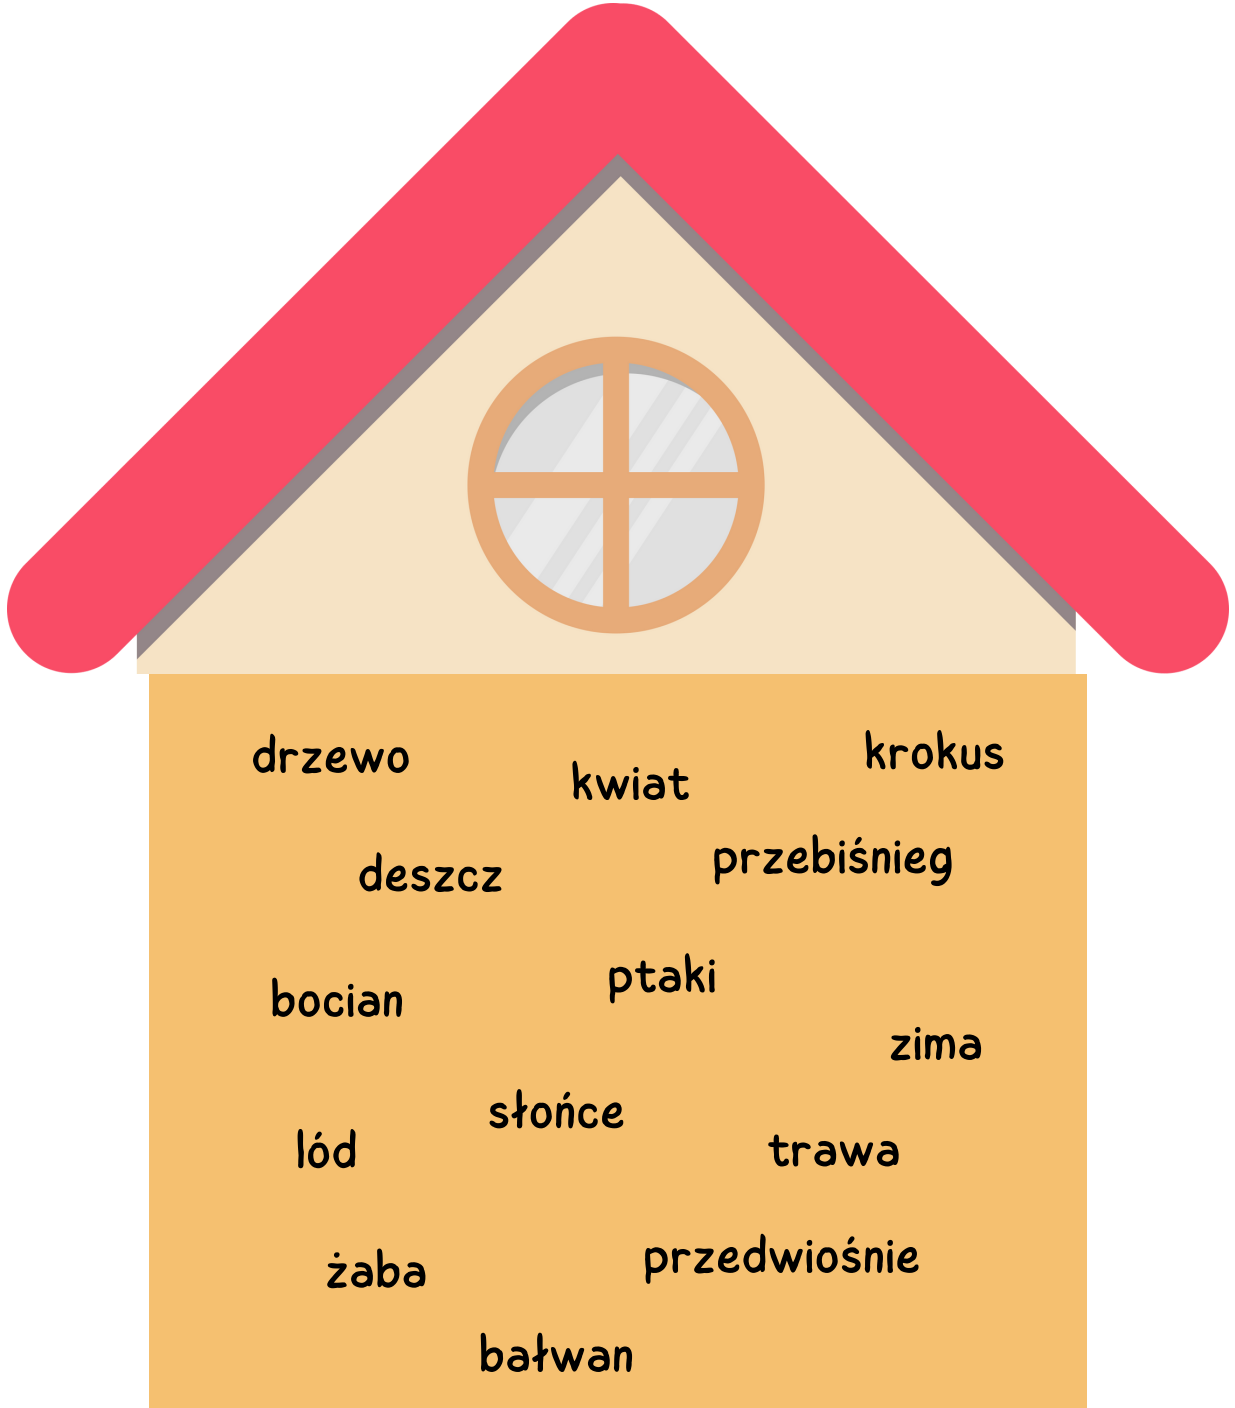 drzewo
kwiat
krokus
deszcz
przebiśnieg
bocian
ptaki
zima
słońce
lód
trawa
żaba
przedwiośnie
bałwan